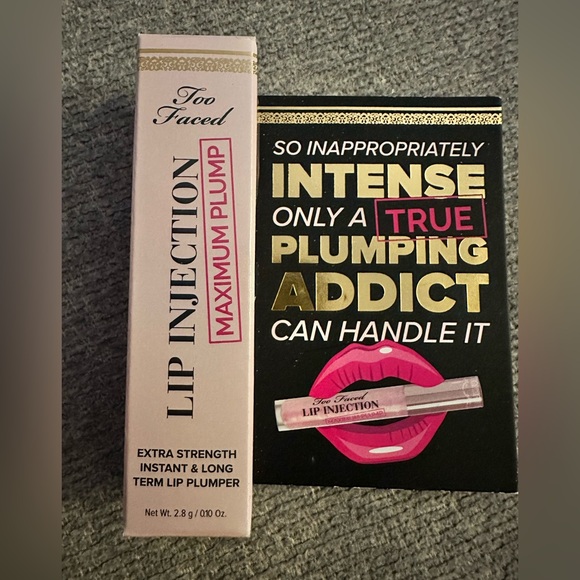 Too
Faced
LIP INJECTION
MAXIMUM PLUMP
EXTRA STRENGTH
INSTANT & LONG
TERM LIP PLUMPER
Net Wt. 2.8 g / 0.10 Oz.
SO INAPPROPRIATELY
INTENSE
ONLY A TRUE
PLUMPING
ADDICT
CAN HANDLE IT
Too Faced
LIP INJECTION